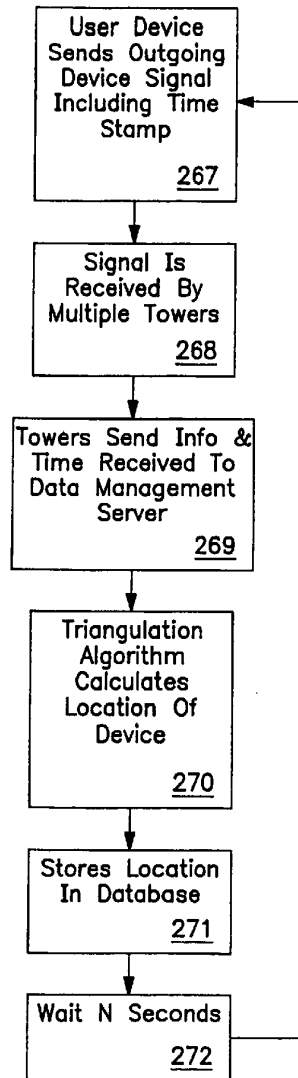 User Device
Sends Outgoing
Device Signal
Including Time
Stamp
267
Signal Is
Received By
Multiple Towers
268
Towers Send Info &
Time Received To
Data Management
Server
269
Triangulation
Algorithm
Calculates
Location Of
Device
270
Stores Location
In Database
271
Wait N Seconds
272